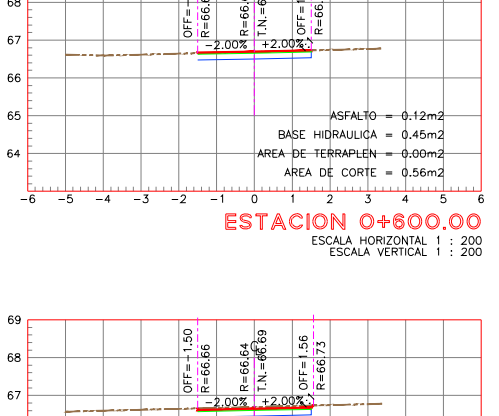 68
OFF=-
R=66.6
R=66.
T.N.=6
OFF=1
R=66.
67
-2.00% +2.00%
66
65
ASFALTO = 0.12m2
BASE HIDRAULICA = 0.45m2
64
AREA DE TERRAPLEN = 0.00m2
AREA DE CORTE = 0.56m2
-6 -5 -4 -3 -2 -1 0 1 2 3 4 5 6
ESTACION 0+600.00
ESCALA HORIZONTAL 1 : 200
ESCALA VERTICAL 1 : 200
69
OFF=-1.50
R=66.66
R=66.64
T.N.=66.69
OFF=1.56
R=66.73
68
67
-2.00% +2.00%